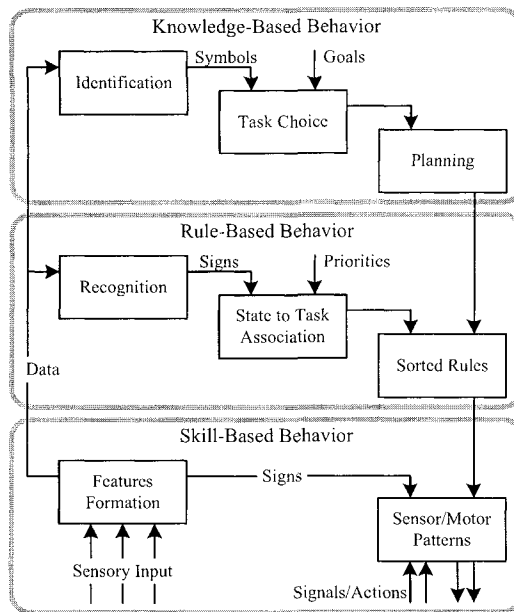 Knowledge-Based Behavior
Symbols
Goals
Identification
Task Choice
Planning
Rule-Based Behavior
Signs
Priorities
Recognition
State to Task
Association
Sorted Rules
Data
Skill-Based Behavior
Features
Formation
Signs
Sensor/Motor
Patterns
Sensory Input
Signals/Actions